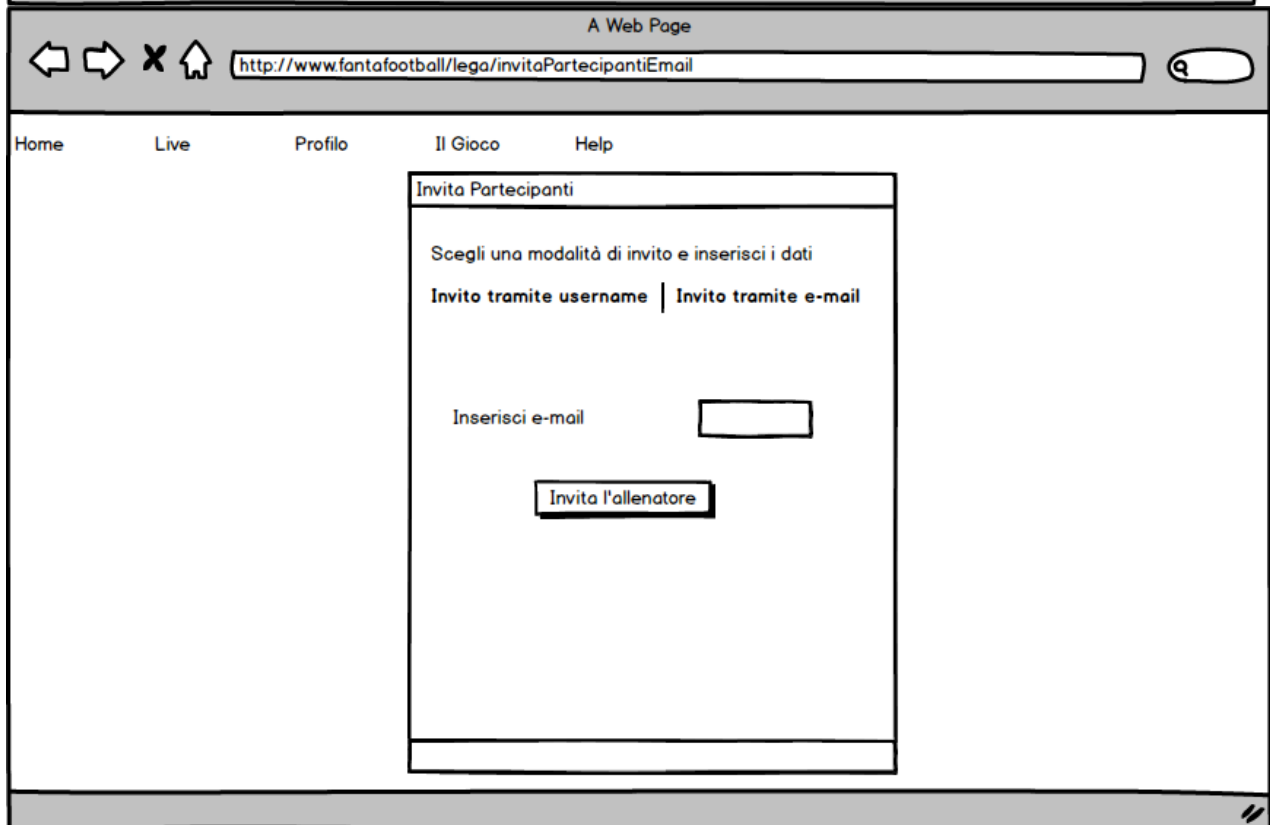 A Web Page
http://www.fantafootball/lega/invitaPartecipantiEmail
Home Live Profilo Il Gioco Help
Invita Partecipanti
Scegli una modalità di invito e inserisci i dati
Invito tramite username Invito tramite e-mail
Inserisci e-mail
Invita l'allenatore